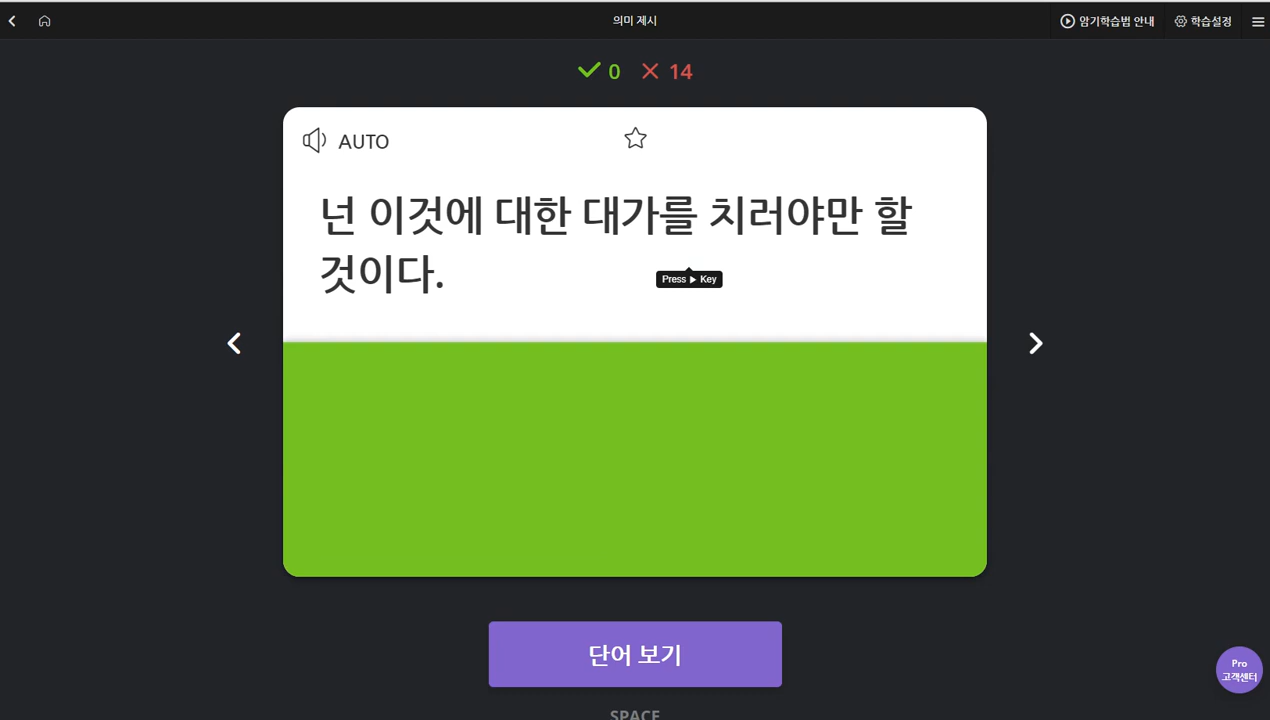 의미 제시
암기학습법 안내
학습설정
0
14
AUTO
넌 이것에 대한 대가를 치러야만 할
것이다.
Press ▶ Key
단어 보기
Pro
고객센터
SPACE